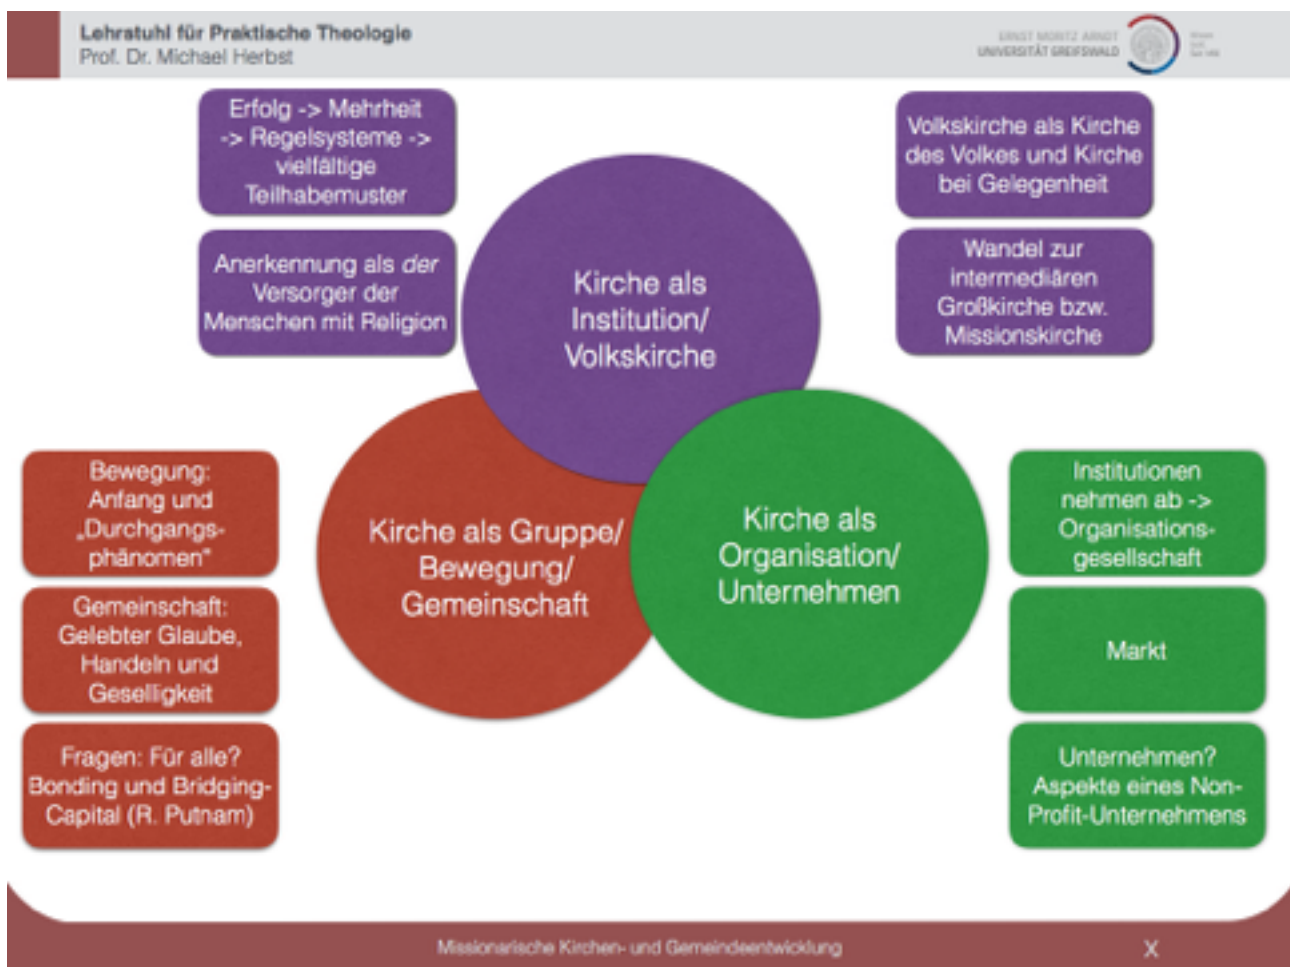 Lehrstuhl für Praktische Theologie
Prof. Dr. Michael Herbst
ERNST MORITZ ARNDT
UNIVERSITÄT GREIFSWALD
Erfolg -> Mehrheit
-> Regelsysteme ->
vielfältige
Teilhabemuster
Anerkennung als der
Versorger der
Menschen mit Religion
Volkskirche als Kirche
des Volkes und Kirche
bei Gelegenheit
Wandel zur
intermediären
Großkirche bzw.
Missionskirche
Kirche als
Institution/
Volkskirche
Kirche als Gruppe/
Bewegung/
Gemeinschaft
Kirche als
Organisation/
Unternehmen
Bewegung:
Anfang und
„Durchgangs-
phänomen“
Gemeinschaft:
Gelebter Glaube,
Handeln und
Geselligkeit
Fragen: Für alle?
Bonding und Bridging-
Capital (R. Putnam)
Institutionen
nehmen ab ->
Organisations-
gesellschaft
Markt
Unternehmen?
Aspekte eines Non-
Profit-Unternehmens
Missionarische Kirchen- und Gemeindeentwicklung
X